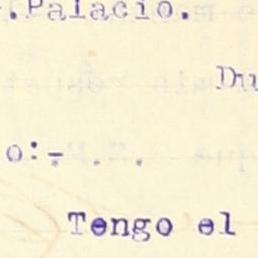 .Palacio.
Du
o:-. .
Tengo el